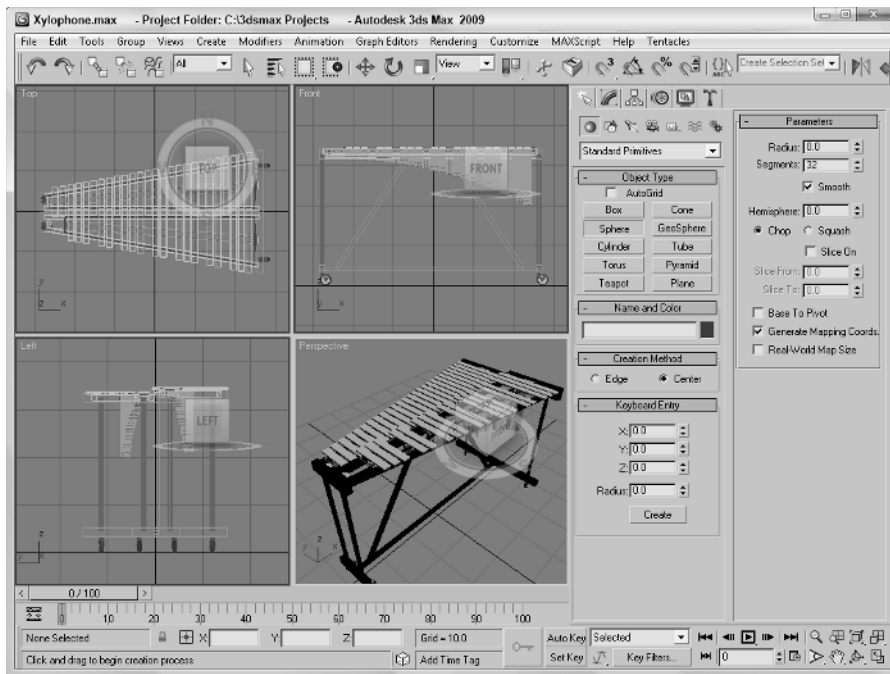 Xylophone.max - Project Folder: C:\3dsmax Projects - Autodesk 3ds Max 2009
File Edit Tools Group Views Create Modifiers Animation Graph Editors Rendering Customize MAXScript Help Tentacles
All View 3 % ABC Create Selection Set
Top
TOP
y
z x
Front
FRONT
z
y x
Left
LEFT
z
y x
Perspective
z
y x
Standard Primitives
- Object Type
AutoGrid
Box Cone
Sphere GeoSphere
Cylinder Tube
Torus Pyramid
Teapot Plane
- Name and Color
- Creation Method
Edge Center
- Keyboard Entry
X: 0.0
Y: 0.0
Z: 0.0
Radius: 0.0
Create
- Parameters
Radius: 0.0
Segments: 32
Smooth
Hemisphere: 0.0
Chop Squash
Slice On
Slice From: 0.0
Slice To: 0.0
Base To Pivot
Generate Mapping Coords.
Real-World Map Size
< 0 / 100 >
0 10 20 30 40 50 60 70 80 90 100
None Selected X: Y: Z: Grid = 10.0 Auto Key Selected
Click and drag to begin creation process Add Time Tag Set Key Key Filters... 0